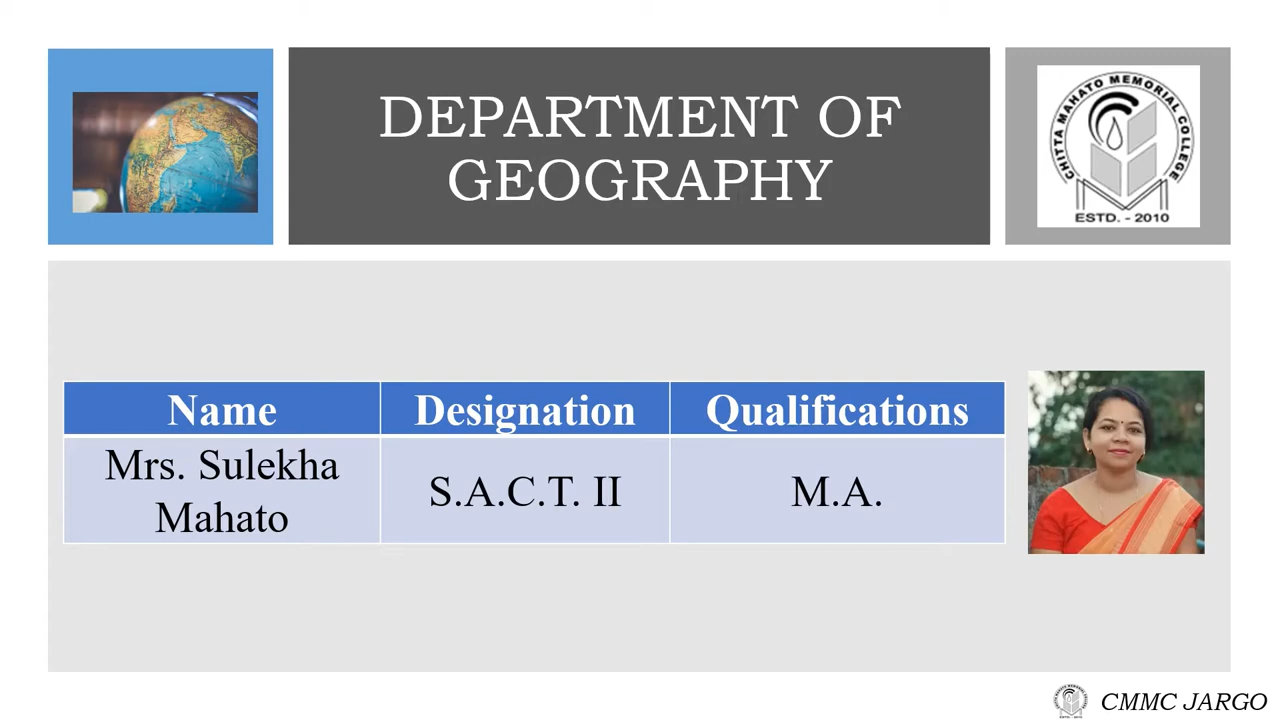 DEPARTMENT OF
GEOGRAPHY
CHITTA MAHATO MEMORIAL COLLEGE
ESTD. - 2010
Name Designation Qualifications
Mrs. Sulekha
Mahato
S.A.C.T. II
M.A.
CMMC JARGO